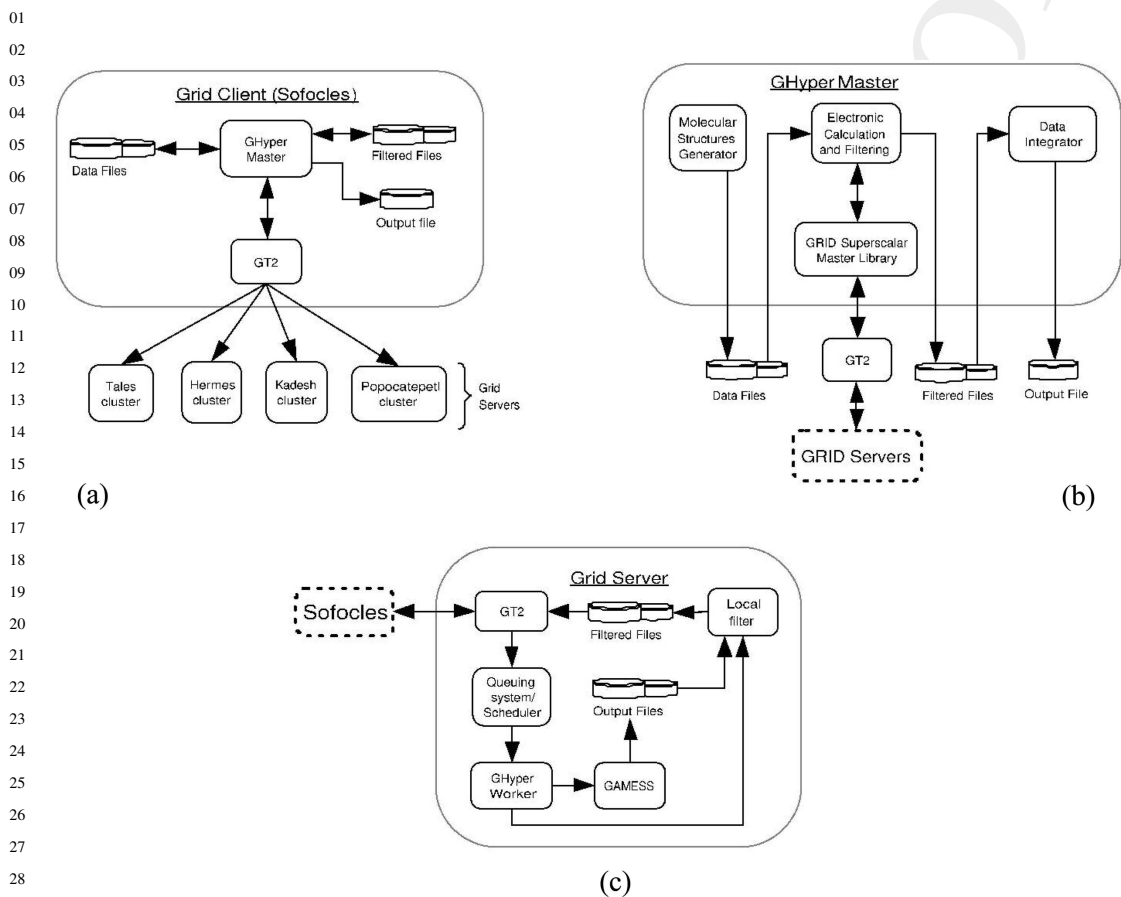 01
02
03
04
05
06
07
08
09
10
11
12
13
14
15
16
17
18
19
20
21
22
23
24
25
26
27
28
Grid Client (Sofocles)
GHyper
Master
Data Files
Filtered Files
Output file
GT2
Tales
cluster
Hermes
cluster
Kadesh
cluster
Popocatepetl
cluster
Grid
Servers
(a)
GHyper Master
Molecular
Structures
Generator
Electronic
Calculation
and Filtering
Data
Integrator
GRID Superscalar
Master Library
GT2
Data Files
Filtered Files
Output File
GRID Servers
(b)
Grid Server
Sofocles
GT2
Filtered Files
Local
filter
Queuing
system/
Scheduler
Output Files
GHyper
Worker
GAMESS
(c)